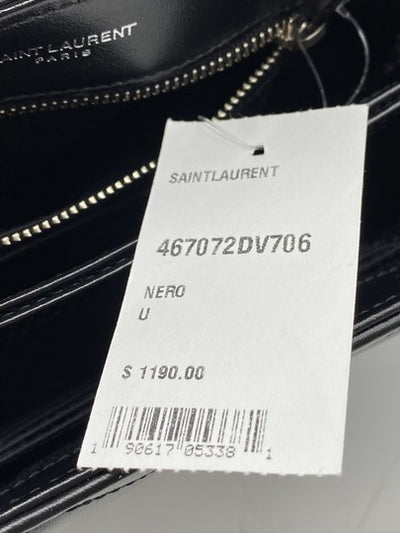 SAINT LAURENT
PARIS
SAINTLAURENT
467072DV706
NERO
U
$ 1190.00
1 90617 05338 1